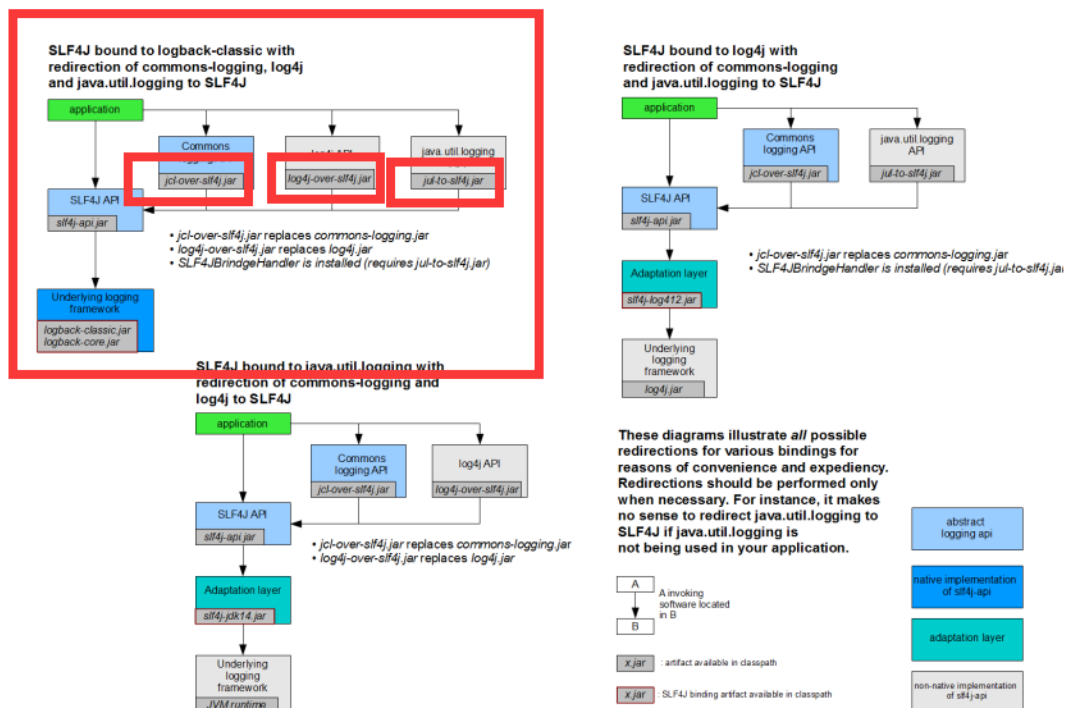 SLF4J bound to logback-classic with
redirection of commons-logging, log4j
and java.util.logging to SLF4J
application
Commons
jcl-over-slf4j.jar
log4j API
log4j-over-slf4j.jar
java.util.logging
jul-to-slf4j.jar
SLF4J API
slf4j-api.jar
• jcl-over-slf4j.jar replaces commons-logging.jar
• log4j-over-slf4j.jar replaces log4j.jar
• SLF4JBrindgeHandler is installed (requires jul-to-slf4j.jar)
Underlying logging
framework
logback-classic.jar
logback-core.jar
SLF4J bound to log4j with
redirection of commons-logging
and java.util.logging to SLF4J
application
Commons
logging API
jcl-over-slf4j.jar
java.util.logging
API
jul-to-slf4j.jar
SLF4J API
slf4j-api.jar
• jcl-over-slf4j.jar replaces commons-logging.jar
• SLF4JBrindgeHandler is installed (requires jul-to-slf4j.ja
Adaptation layer
slf4j-log412.jar
Underlying
logging
framework
log4j.jar
SLF4J bound to java.util.logging with
redirection of commons-logging and
log4j to SLF4J
application
Commons
logging API
jcl-over-slf4j.jar
log4j API
log4j-over-slf4j.jar
SLF4J API
slf4j-api.jar
• jcl-over-slf4j.jar replaces commons-logging.jar
• log4j-over-slf4j.jar replaces log4j.jar
Adaptation layer
slf4j-jdk14.jar
Underlying
logging
framework
JVM runtime
These diagrams illustrate all possible
redirections for various bindings for
reasons of convenience and expediency.
Redirections should be performed only
when necessary. For instance, it makes
no sense to redirect java.util.logging to
SLF4J if java.util.logging is
not being used in your application.
A
B
A invoking
software located
in B
x.jar : artifact available in classpath
x.jar : SLF4J binding artifact available in classpath
abstract
logging api
native implementation
of slf4j-api
adaptation layer
non-native implementation
of slf4j-api